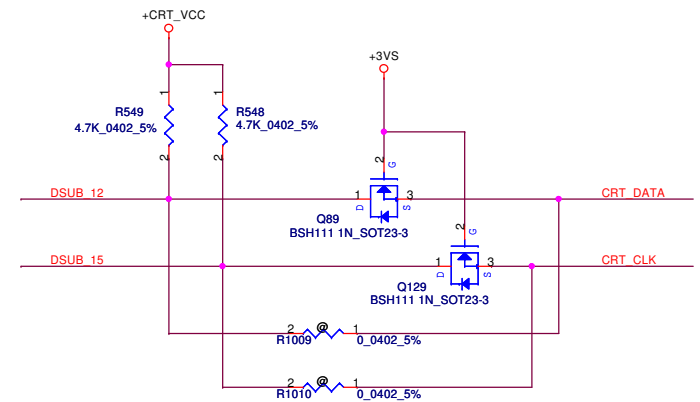 +CRT_VCC
+3VS
1
1
R549
4.7K_0402_5%
R548
4.7K_0402_5%
2
2
2
G
DSUB_12
1
3
CRT_DATA
D
S
Q89
BSH111 1N_SOT23-3
2
G
DSUB_15
1
3
CRT_CLK
D
S
Q129
BSH111 1N_SOT23-3
2
@
1
R1009
0_0402_5%
2
@
1
R1010
0_0402_5%